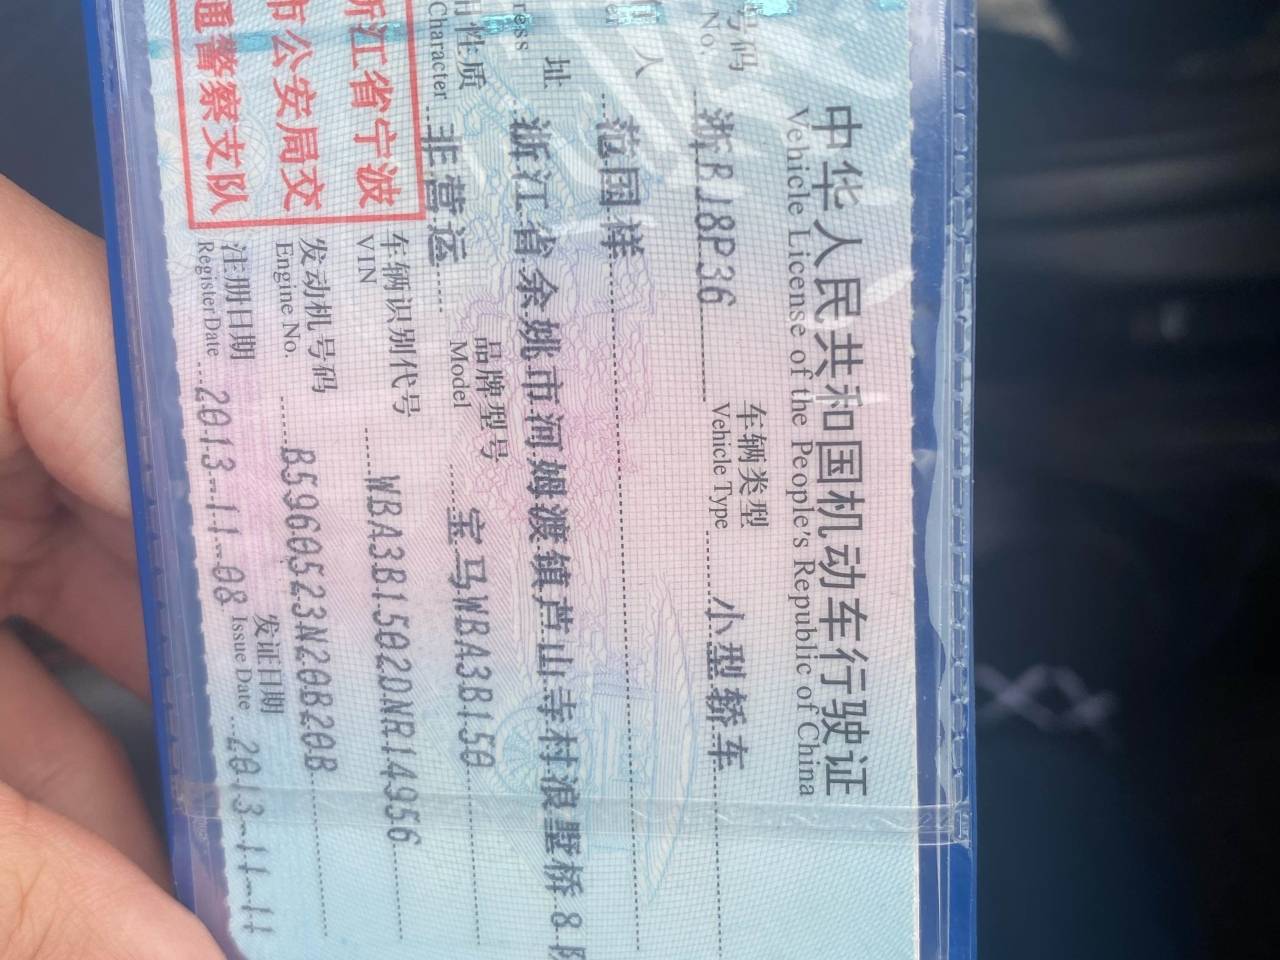 中华人民共和国机动车行驶证
Vehicle License of the People's Republic of China
号码 浙BJ8P36 车辆类型 小型轿车
No. Vehicle Type
人 范国祥
址 浙江省余姚市河姆渡镇芦山寺村浪墅桥8
ress
性质 非营运 品牌型号 宝马WBA3B150
Character Model
浙江省宁波
市公安局交
通警察支队
车辆识别代号 WBA3B1502DNR14956
VIN
发动机号码 B5960523N20B20B
Engine No.
注册日期 2013-11-08 发证日期 2013-11-11
Register Date Issue Date